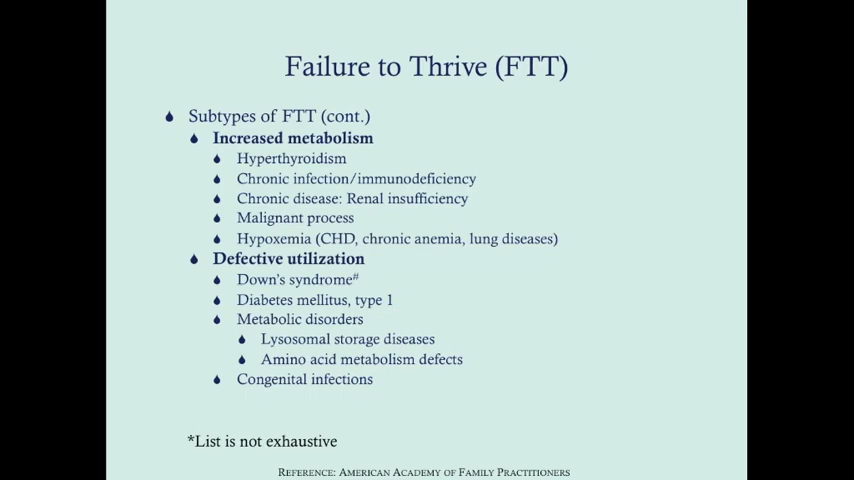 Failure to Thrive (FTT)
Subtypes of FTT (cont.)
Increased metabolism
Hyperthyroidism
Chronic infection/immunodeficiency
Chronic disease: Renal insufficiency
Malignant process
Hypoxemia (CHD, chronic anemia, lung diseases)
Defective utilization
Down's syndrome#
Diabetes mellitus, type 1
Metabolic disorders
Lysosomal storage diseases
Amino acid metabolism defects
Congenital infections
*List is not exhaustive
REFERENCE: AMERICAN ACADEMY OF FAMILY PRACTITIONERS